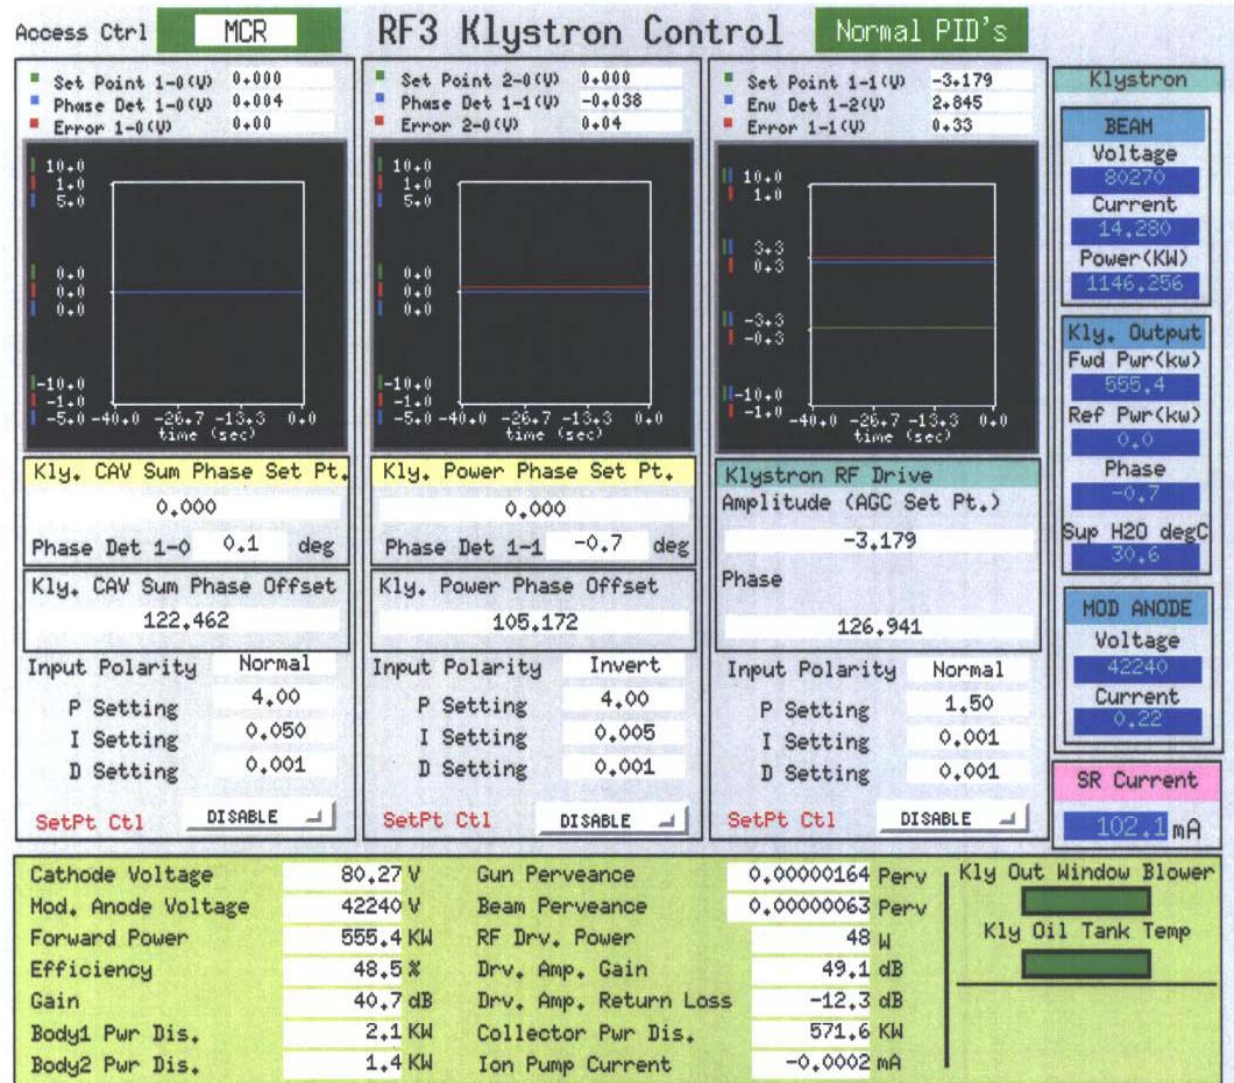 Access Ctrl MCR RF3 Klystron Control Normal PID's
Set Point 1-0(V) 0.000
Phase Det 1-0(V) 0.004
Error 1-0(V) 0.00
10.0
1.0
5.0
0.0
0.0
0.0
-10.0
-1.0
-5.0 -40.0 -26.7 -13.3 0.0
time (sec)
Kly. CAV Sum Phase Set Pt.
0.000
Phase Det 1-0 0.1 deg
Kly. CAV Sum Phase Offset
122.462
Input Polarity Normal
P Setting 4.00
I Setting 0.050
D Setting 0.001
SetPt Ctl DISABLE
Set Point 2-0(V) 0.000
Phase Det 1-1(V) -0.038
Error 2-0(V) 0.04
10.0
1.0
5.0
0.0
0.0
0.0
-10.0
-1.0
-5.0 -40.0 -26.7 -13.3 0.0
time (sec)
Kly. Power Phase Set Pt.
0.000
Phase Det 1-1 -0.7 deg
Kly. Power Phase Offset
105.172
Input Polarity Invert
P Setting 4.00
I Setting 0.005
D Setting 0.001
SetPt Ctl DISABLE
Set Point 1-1(V) -3.179
Env Det 1-2(V) 2.845
Error 1-1(V) 0.33
10.0
1.0
3.3
0.3
-3.3
-0.3
-10.0
-1.0
-40.0 -26.7 -13.3 0.0
time (sec)
Klystron RF Drive
Amplitude (AGC Set Pt.)
-3.179
Phase
126.941
Input Polarity Normal
P Setting 1.50
I Setting 0.001
D Setting 0.001
SetPt Ctl DISABLE
Klystron
BEAM
Voltage
80270
Current
14.280
Power(KW)
1146.256
Kly. Output
Fwd Pwr(kw)
555.4
Ref Pwr(kw)
0.0
Phase
-0.7
Sup H2O degC
30.6
MOD ANODE
Voltage
42240
Current
0.22
SR Current
102.1 mA
Cathode Voltage 80.27 V
Mod. Anode Voltage 42240 V
Forward Power 555.4 KW
Efficiency 48.5 %
Gain 40.7 dB
Body1 Pwr Dis. 2.1 KW
Body2 Pwr Dis. 1.4 KW
Gun Perveance 0.00000164 Perv
Beam Perveance 0.00000063 Perv
RF Drv. Power 48 W
Drv. Amp. Gain 49.1 dB
Drv. Amp. Return Loss -12.3 dB
Collector Pwr Dis. 571.6 KW
Ion Pump Current -0.0002 mA
Kly Out Window Blower
Kly Oil Tank Temp